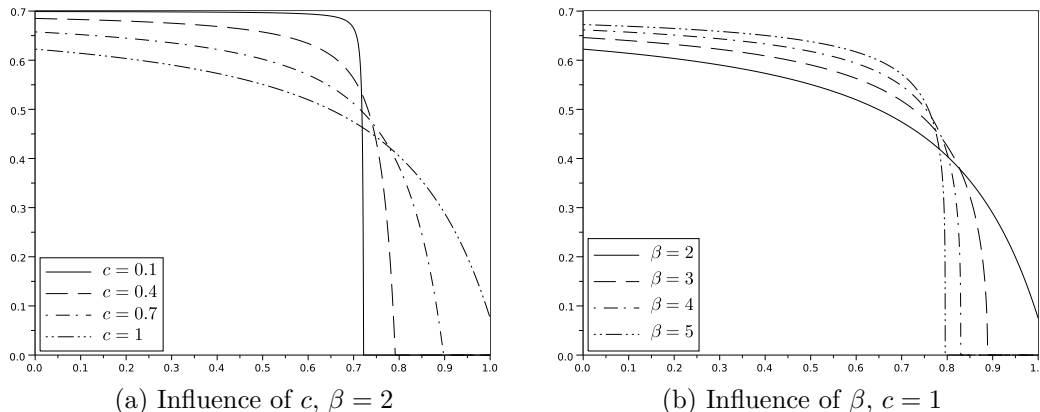 0.7
0.6
0.5
0.4
0.3
0.2
0.1
0.0
0.0 0.1 0.2 0.3 0.4 0.5 0.6 0.7 0.8 0.9 1.0
c = 0.1
c = 0.4
c = 0.7
c = 1
(a) Influence of c, β = 2
0.7
0.6
0.5
0.4
0.3
0.2
0.1
0.0
0.0 0.1 0.2 0.3 0.4 0.5 0.6 0.7 0.8 0.9 1.0
β = 2
β = 3
β = 4
β = 5
(b) Influence of β, c = 1